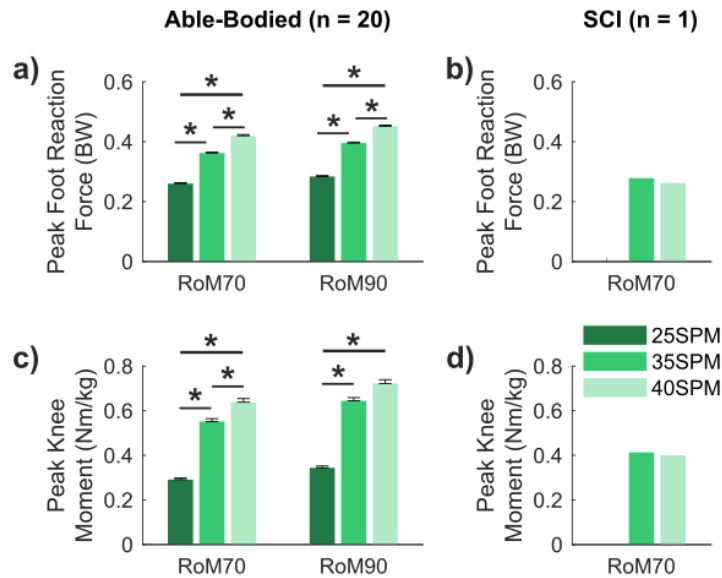 Able-Bodied (n = 20)
SCI (n = 1)
a)
Peak Foot Reaction
Force (BW)
0.6
0.4
0.2
0
*
*
*
*
*
*
RoM70
RoM90
b)
Peak Foot Reaction
Force (BW)
0.6
0.4
0.2
0
RoM70
c)
Peak Knee
Moment (Nm/kg)
0.8
0.6
0.4
0.2
0
*
*
*
*
*
RoM70
RoM90
d)
Peak Knee
Moment (Nm/kg)
0.8
0.6
0.4
0.2
0
25SPM
35SPM
40SPM
RoM70